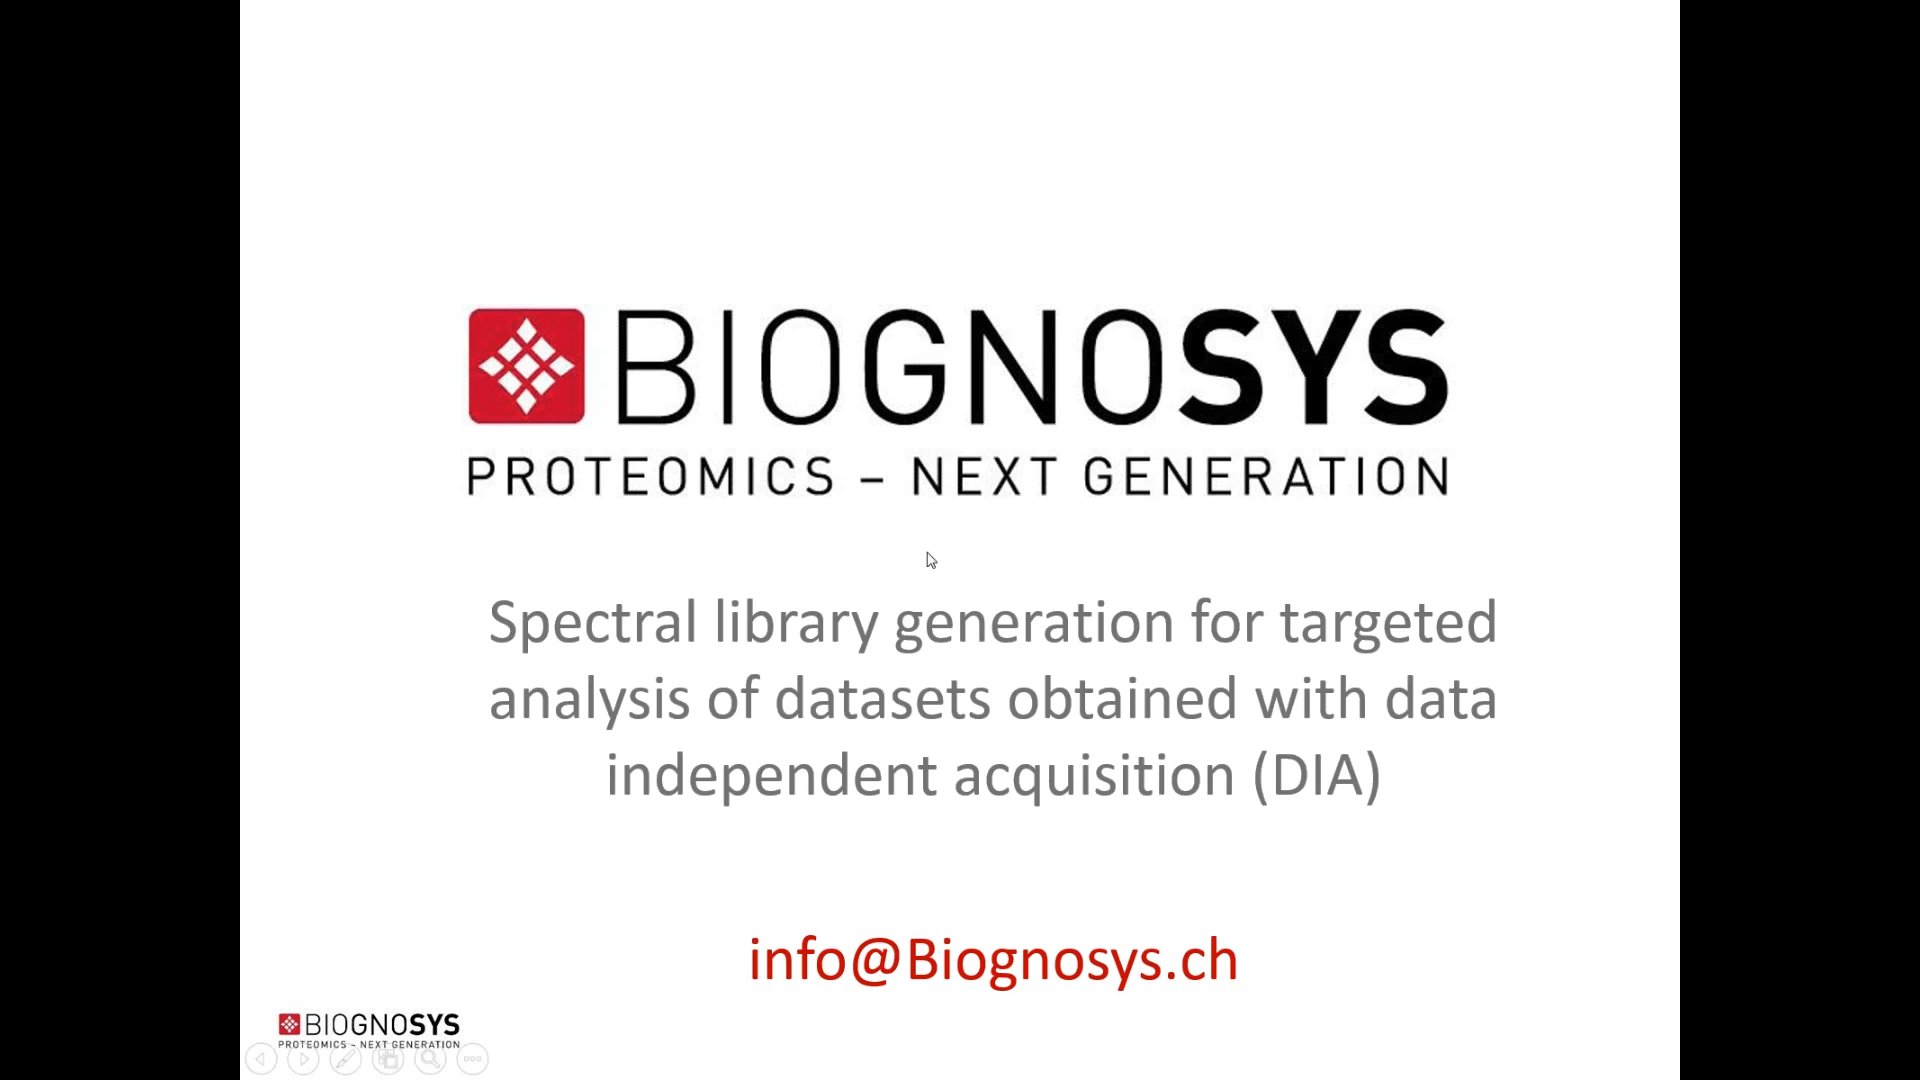 BIOGNOSYS
PROTEOMICS – NEXT GENERATION
Spectral library generation for targeted
analysis of datasets obtained with data
independent acquisition (DIA)
info@Biognosys.ch
BIOGNOSYS
PROTEOMICS – NEXT GENERATION